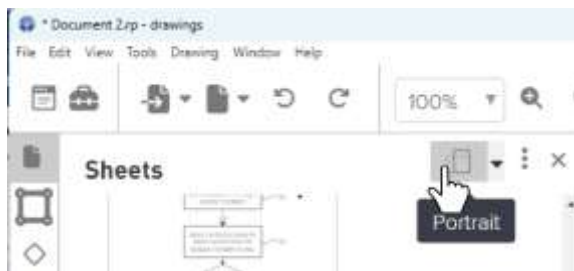 * Document 2.rp - drawings
File Edit View Tools Drawing Window Help
100%
Sheets
Portrait